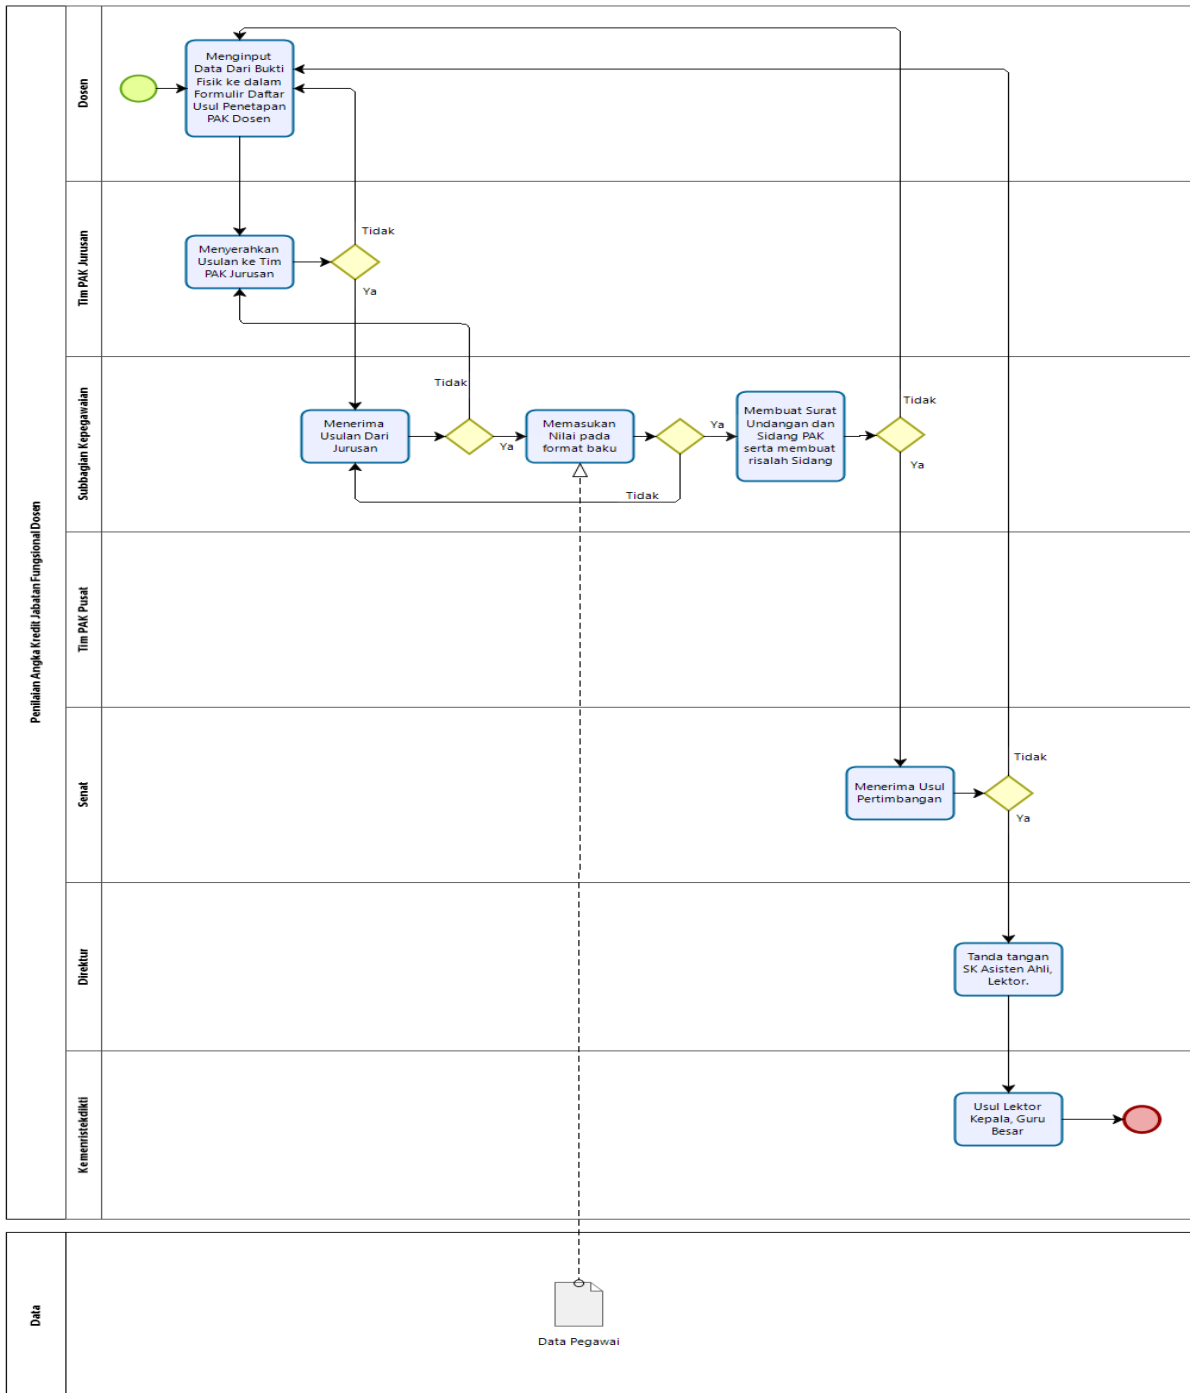 Penilaian Angka Kredit Jabatan Fungsional Dosen
Dosen
Menginput
Data Dari Bukti
Fisik ke dalam
Formulir Daftar
Usul Penetapan
PAK Dosen
Tim PAK Jurusan
Menyerahkan
Usulan ke Tim
PAK Jurusan
Tidak
Ya
Subbagian kepegawaian
Menerima
Usulan Dari
Jurusan
Tidak
Ya
Memasukan
Nilai pada
format baku
Ya
Tidak
Membuat Surat
Undangan dan
Sidang PAK
serta membuat
risalah Sidang
Tidak
Ya
Tim PAK Pusat
Senat
Menerima Usul
Pertimbangan
Tidak
Ya
Direktur
Tanda tangan
SK Asisten Ahli,
Lektor.
Kemenristekdikti
Usul Lektor
Kepala, Guru
Besar
Data
Data Pegawai